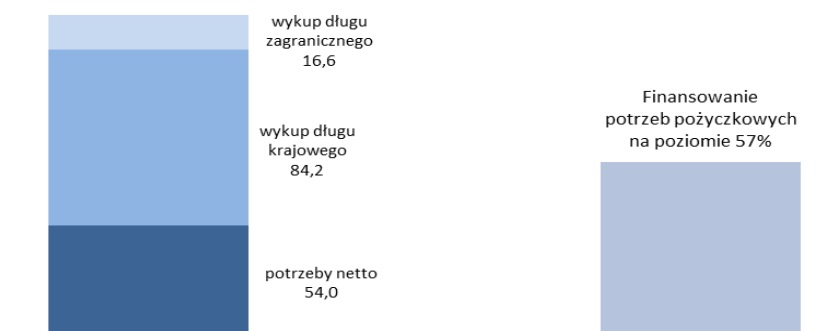 wykup długu
zagranicznego
16,6
wykup długu
krajowego
84,2
potrzeby netto
54,0
Finansowanie
potrzeb pożyczkowych
na poziomie 57%